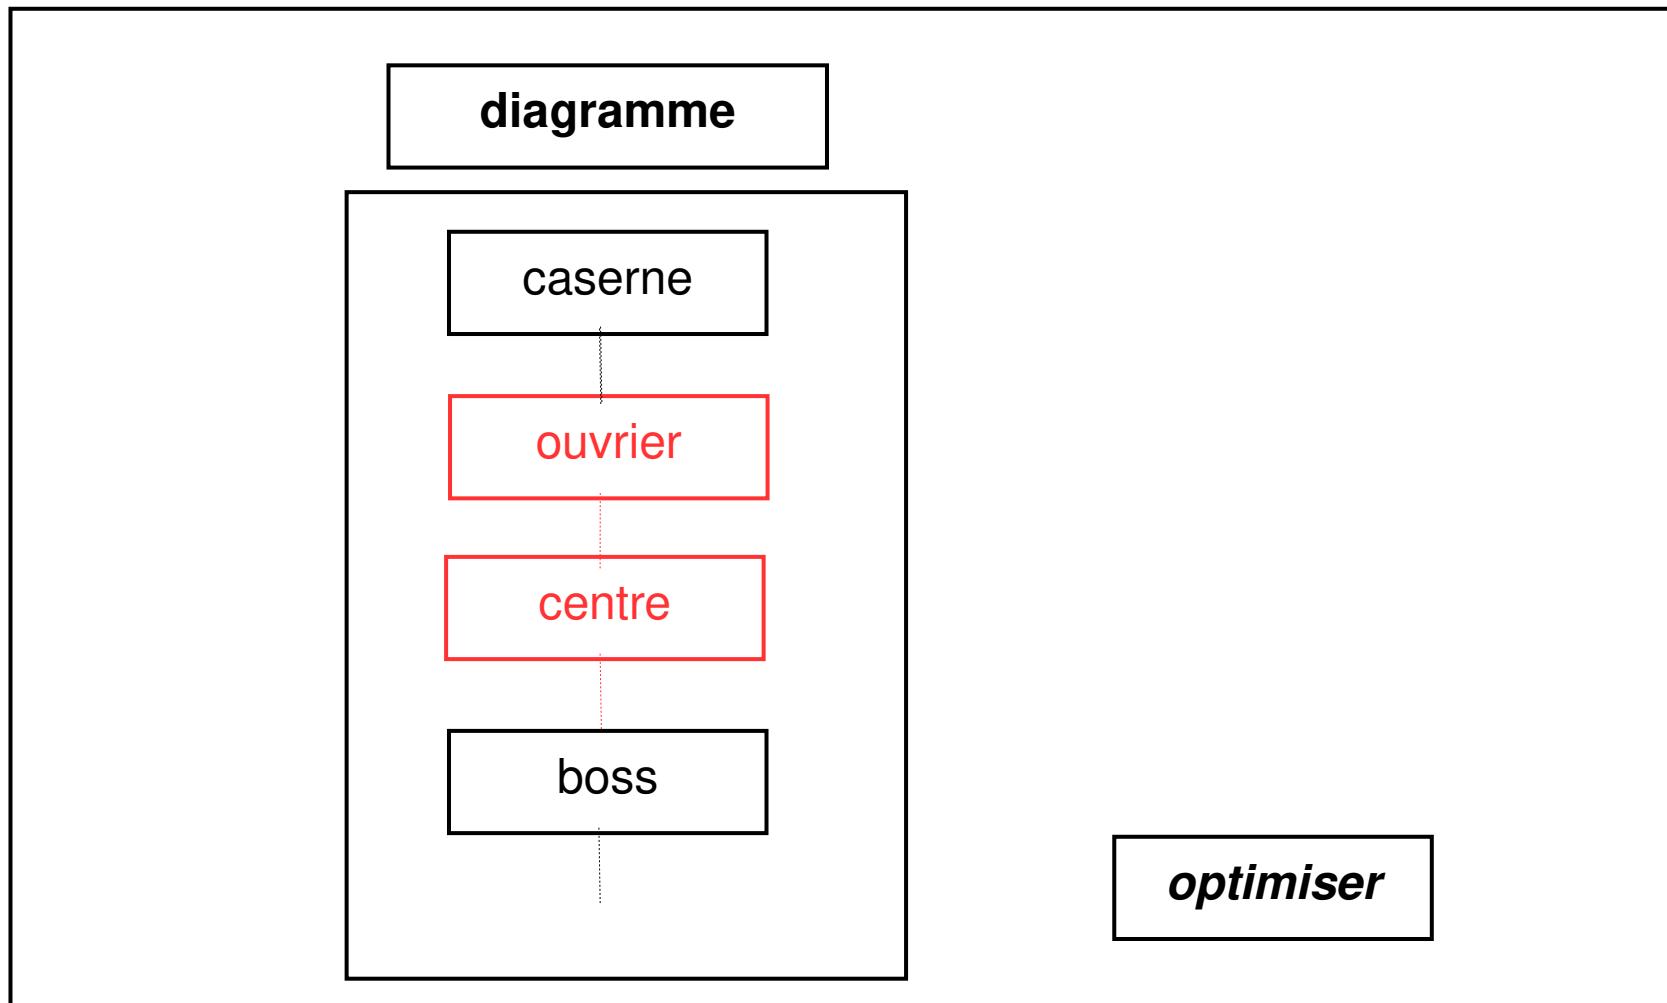 diagramme
caserne
ouvrier
centre
boss
optimiser